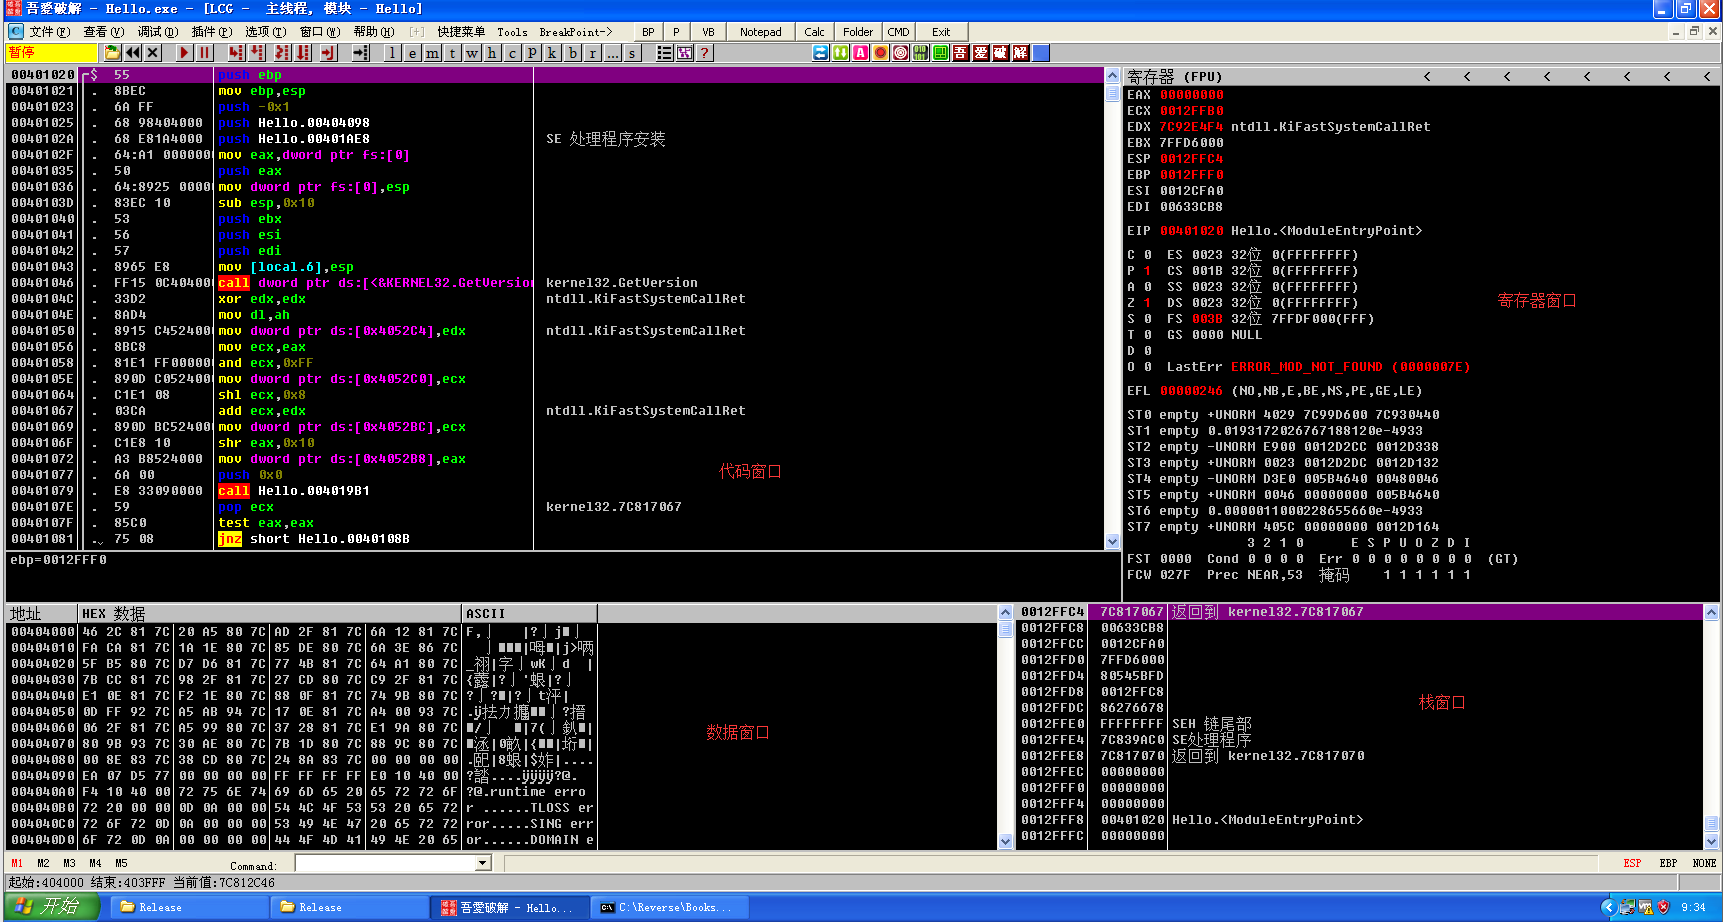 吾爱破解 - Hello.exe - [LCG - 主线程, 模块 - Hello]
文件(F) 查看(V) 调试(D) 插件(P) 选项(T) 窗口(W) 帮助(H) [+] 快捷菜单 Tools BreakPoint-> BP P VB Notepad Calc Folder CMD Exit
暂停 l e m t w h c P k b r ... s ? 吾 爱 破 解
00401020 $ 55 push ebp
00401021 . 8BEC mov ebp,esp
00401023 . 6A FF push -0x1
00401025 . 68 98404000 push Hello.00404098
0040102A . 68 E81A4000 push Hello.00401AE8 SE 处理程序安装
0040102F . 64:A1 0000000 mov eax,dword ptr fs:[0]
00401035 . 50 push eax
00401036 . 64:8925 00000 mov dword ptr fs:[0],esp
0040103D . 83EC 10 sub esp,0x10
00401040 . 53 push ebx
00401041 . 56 push esi
00401042 . 57 push edi
00401043 . 8965 E8 mov [local.6],esp
00401046 . FF15 0C404000 call dword ptr ds:[<&KERNEL32.GetVersion kernel32.GetVersion
0040104C . 33D2 xor edx,edx ntdll.KiFastSystemCallRet
0040104E . 8AD4 mov dl,ah
00401050 . 8915 C4524000 mov dword ptr ds:[0x4052C4],edx ntdll.KiFastSystemCallRet
00401056 . 8BC8 mov ecx,eax
00401058 . 81E1 FF000000 and ecx,0xFF
0040105E . 890D C0524000 mov dword ptr ds:[0x4052C0],ecx
00401064 . C1E1 08 shl ecx,0x8
00401067 . 03CA add ecx,edx ntdll.KiFastSystemCallRet
00401069 . 890D BC524000 mov dword ptr ds:[0x4052BC],ecx
0040106F . C1E8 10 shr eax,0x10
00401072 . A3 B8524000 mov dword ptr ds:[0x4052B8],eax
00401077 . 6A 00 push 0x0
00401079 . E8 33090000 call Hello.004019B1
0040107E . 59 pop ecx kernel32.7C817067
0040107F . 85C0 test eax,eax
00401081 . 75 08 jnz short Hello.0040108B
代码窗口
ebp=0012FFF0
寄存器 (FPU) < < < < < < < <
EAX 00000000
ECX 0012FFB0
EDX 7C92E4F4 ntdll.KiFastSystemCallRet
EBX 7FFD6000
ESP 0012FFC4
EBP 0012FFF0
ESI 0012CFA0
EDI 00633CB8
EIP 00401020 Hello.<ModuleEntryPoint>
C 0 ES 0023 32位 0(FFFFFFFF)
P 1 CS 001B 32位 0(FFFFFFFF)
A 0 SS 0023 32位 0(FFFFFFFF)
Z 1 DS 0023 32位 0(FFFFFFFF)
S 0 FS 003B 32位 7FFDF000(FFF)
T 0 GS 0000 NULL
D 0
O 0 LastErr ERROR_MOD_NOT_FOUND (0000007E)
寄存器窗口
EFL 00000246 (NO,NB,E,BE,NS,PE,GE,LE)
ST0 empty +UNORM 4029 7C99D600 7C930440
ST1 empty 0.0193172026767188120e-4933
ST2 empty -UNORM E900 0012D2CC 0012D338
ST3 empty +UNORM 0023 0012D2DC 0012D132
ST4 empty -UNORM D3E0 005B4640 00480046
ST5 empty +UNORM 0046 00000000 005B4640
ST6 empty 0.0000011000228655660e-4933
ST7 empty +UNORM 405C 00000000 0012D164
3 2 1 0 E S P U O Z D I
FST 0000 Cond 0 0 0 0 Err 0 0 0 0 0 0 0 0 (GT)
FCW 027F Prec NEAR,53 掩码 1 1 1 1 1 1
地址 HEX 数据 ASCII
00404000 46 2C 81 7C 20 A5 80 7C AD 2F 81 7C 6A 12 81 7C
00404010 FA CA 81 7C 1A 1E 80 7C 85 DE 80 7C 6A 3E 86 7C
00404020 5F B5 80 7C D7 D6 81 7C 77 4B 81 7C 64 A1 80 7C
00404030 7B CC 81 7C 98 2F 81 7C 27 CD 80 7C C9 2F 81 7C
00404040 E1 0E 81 7C F2 1E 80 7C 88 0F 81 7C 74 9B 80 7C
00404050 0D FF 92 7C A5 AB 94 7C 17 0E 81 7C A4 00 93 7C
00404060 06 2F 81 7C A5 99 80 7C 37 28 81 7C E1 9A 80 7C
00404070 80 9B 93 7C 30 AE 80 7C 7B 1D 80 7C 88 9C 80 7C
00404080 00 8E 83 7C 38 CD 80 7C 24 8A 83 7C 00 00 00 00
00404090 EA 07 D5 77 00 00 00 00 FF FF FF FF E0 10 40 00
004040A0 F4 10 40 00 72 75 6E 74 69 6D 65 20 65 72 72 6F ?@.runtime erro
004040B0 72 20 00 00 0D 0A 00 00 54 4C 4F 53 53 20 65 72 r ......TLOSS er
004040C0 72 6F 72 0D 0A 00 00 00 53 49 4E 47 20 65 72 72 ror.....SING err
004040D0 6F 72 0D 0A 00 00 00 00 44 4F 4D 41 49 4E 20 65 or......DOMAIN e
数据窗口
0012FFC4 7C817067 返回到 kernel32.7C817067
0012FFC8 00633CB8
0012FFCC 0012CFA0
0012FFD0 7FFD6000
0012FFD4 80545BFD
0012FFD8 0012FFC8
0012FFDC 86276678
0012FFE0 FFFFFFFF SEH 链尾部
0012FFE4 7C839AC0 SE处理程序
0012FFE8 7C817070 返回到 kernel32.7C817070
0012FFEC 00000000
0012FFF0 00000000
0012FFF4 00000000
0012FFF8 00401020 Hello.<ModuleEntryPoint>
0012FFFC 00000000
栈窗口
M1 M2 M3 M4 M5 Command: ESP EBP NONE
起始:404000 结束:403FFF 当前值:7C812C46
开始 Release Release 吾爱破解 - Hello... C:\Reverse\Books... 9:34